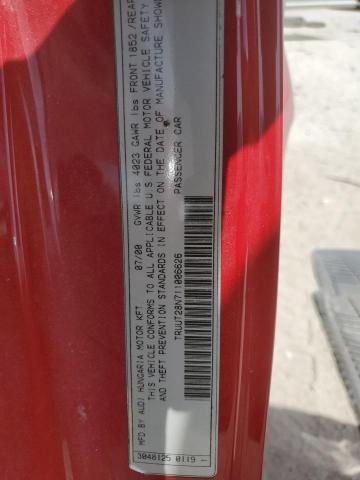 MFD BY AUDI HUNGARIA MOTOR KFT 07/00 GVWR lbs 4023 GAWR lbs FRONT 1852 /REAR
THIS VEHICLE CONFORMS TO ALL APPLICABLE U S FEDERAL MOTOR VEHICLE SAFETY
AND THEFT PREVENTION STANDARDS IN EFFECT ON THE DATE OF MANUFACTURE SHOWN
TRUUT28N711006626 PASSENGER CAR
3048125 0119 -